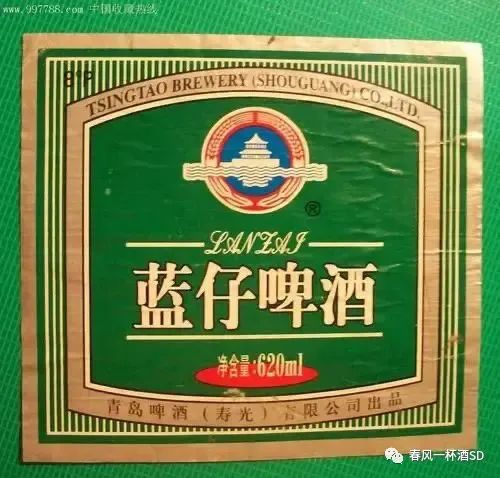 www.997788.com 中国收藏热线
8°P
TSINGTAO BREWERY (SHOUGUANG) CO.,LTD.
®
LANZAI
蓝仔啤酒
净含量:620ml
青岛啤酒（寿光）有限公司出品
春风一杯酒SD